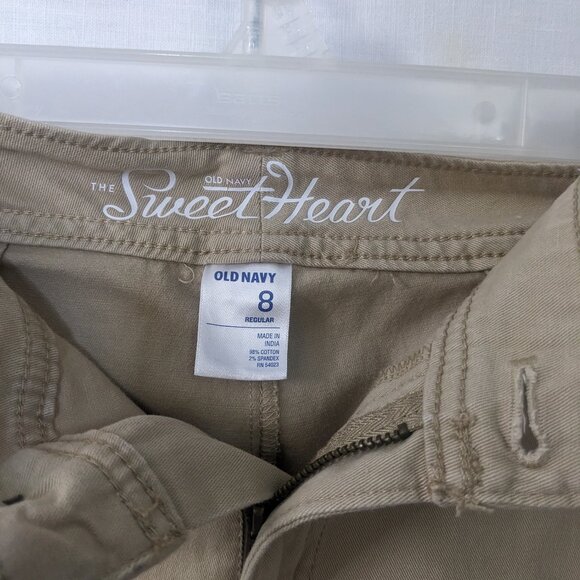 OLD NAVY
THE Sweet Heart
OLD NAVY
8
REGULAR
MADE IN
INDIA
98% COTTON
2% SPANDEX
RN 54023